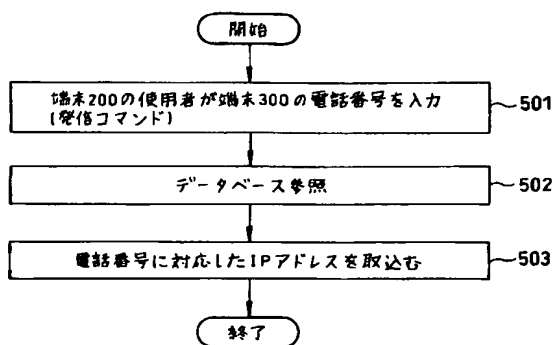 開始
端末200の使用者が端末300の電話番号を入力
(発信コマンド)
501
データベース参照
502
電話番号に対応したIPアドレスを取込む
503
終了